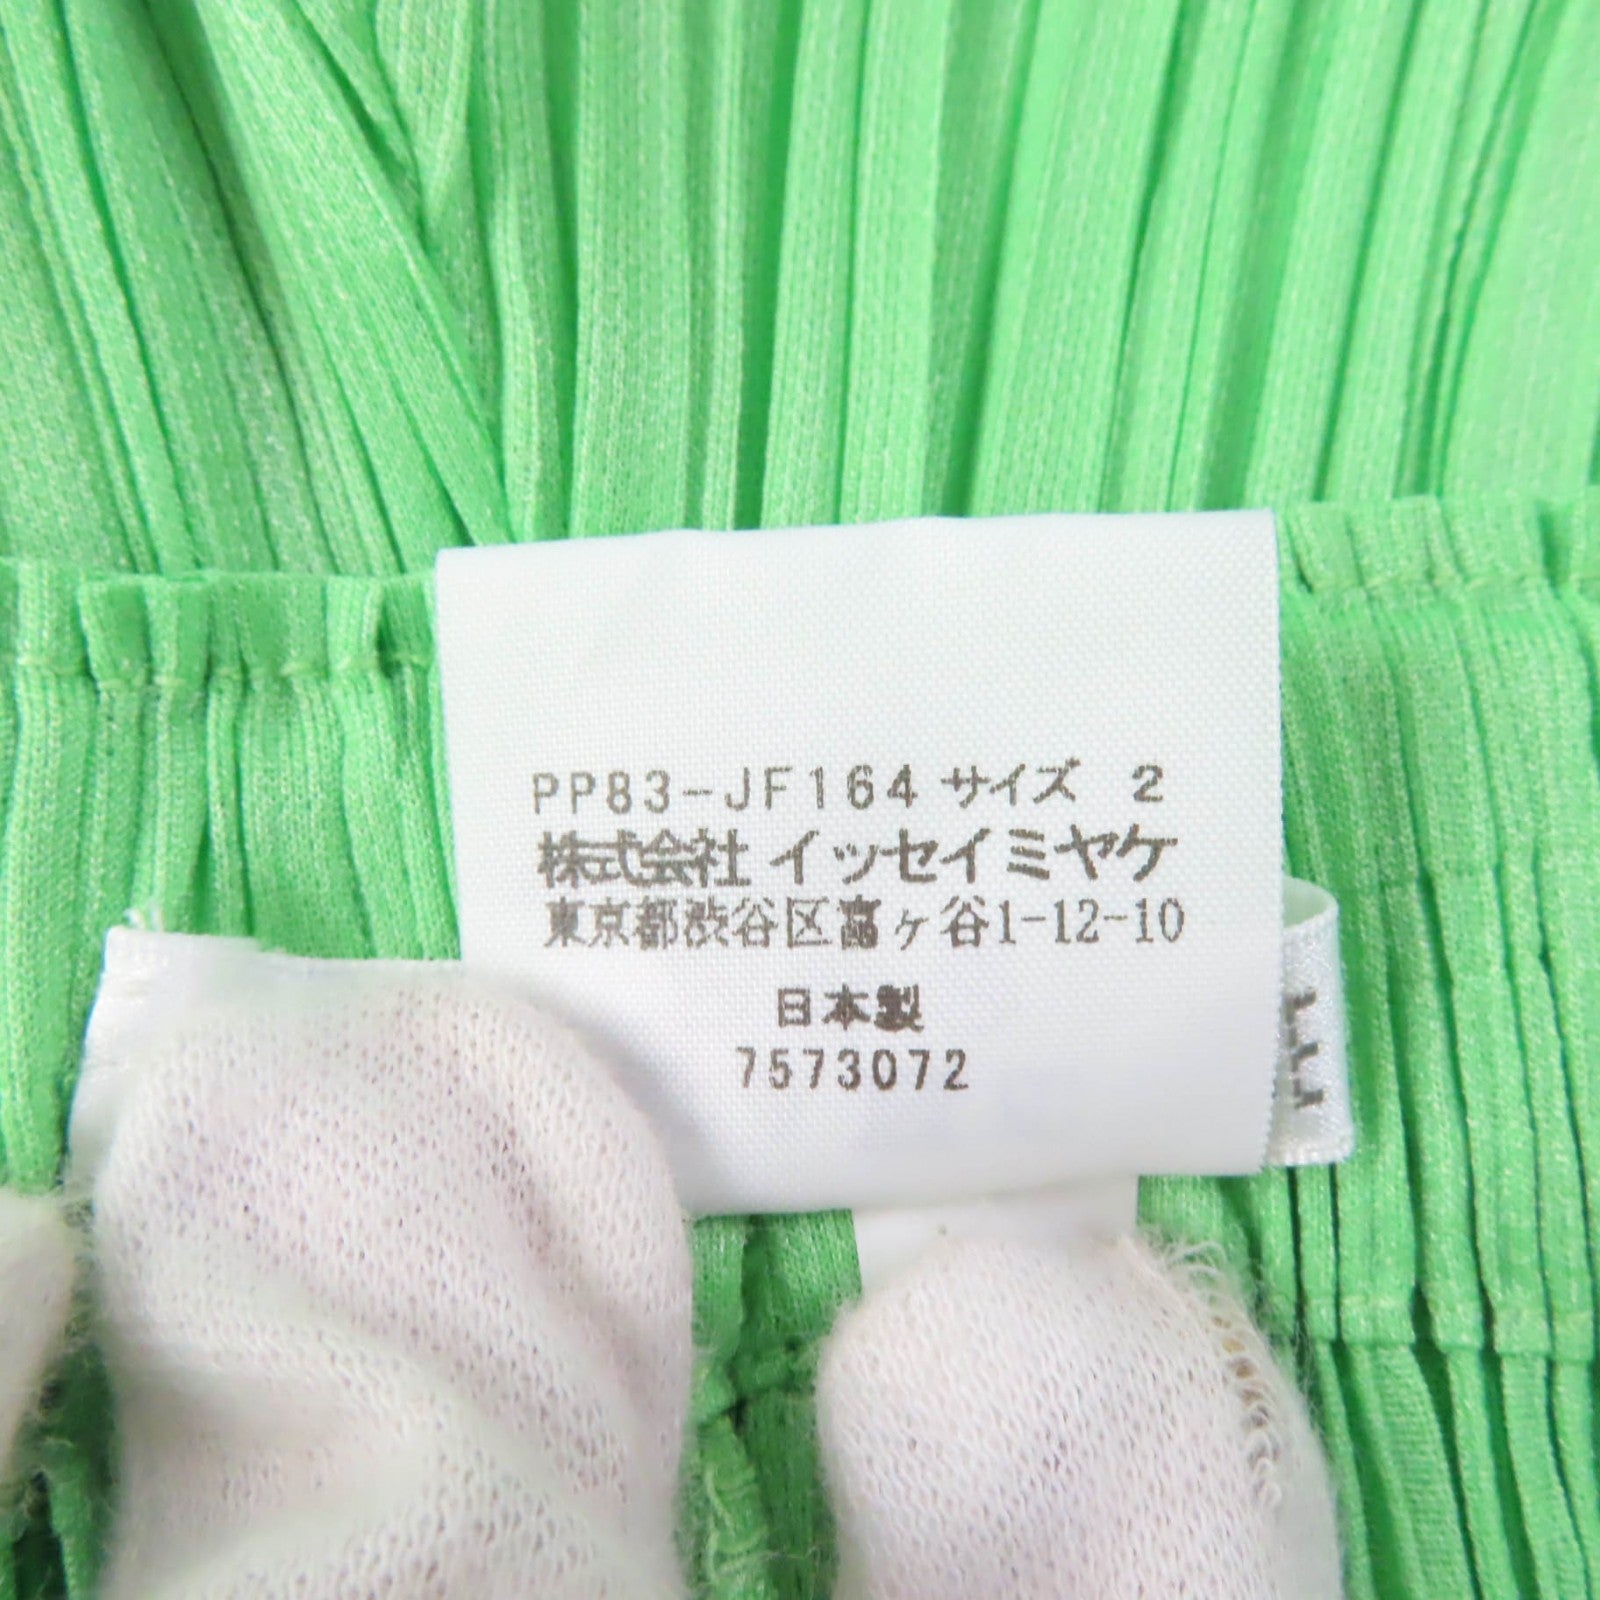 PP83-JF164 サイズ 2
株式会社 イッセイミヤケ
東京都渋谷区富ヶ谷1-12-10
日本製
7573072